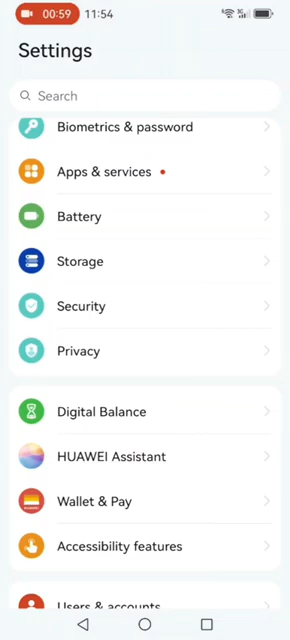 00:59 11:54
Settings
Search
Biometrics & password
Apps & services
Battery
Storage
Security
Privacy
Digital Balance
HUAWEI Assistant
Wallet & Pay
Accessibility features
Users & accounts